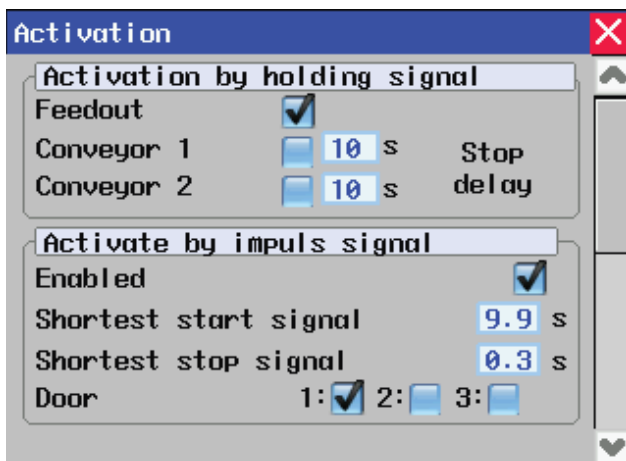 Activation
Activation by holding signal
Feedout
Conveyor 1 10 s Stop
Conveyor 2 10 s delay
Activate by impuls signal
Enabled
Shortest start signal 9.9 s
Shortest stop signal 0.3 s
Door 1: 2: 3: